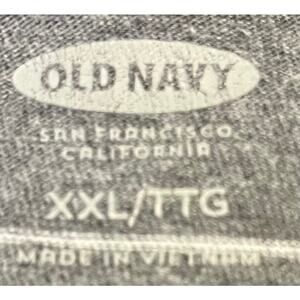 OLD NAVY
SAN FRANCISCO
CALIFORNIA
XXL/TTG
MADE IN VIETNAM